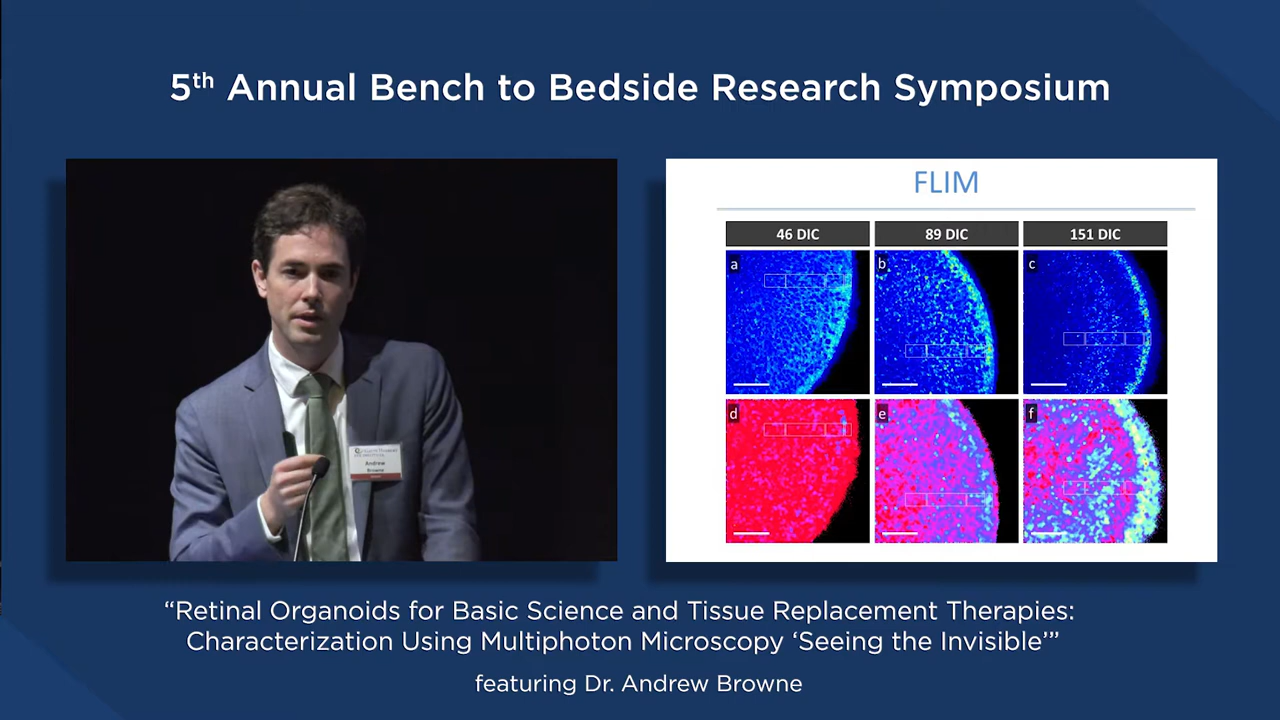 5th Annual Bench to Bedside Research Symposium
FLIM
46 DIC
89 DIC
151 DIC
a
b
c
d
e
f
Andrew
Browne
“Retinal Organoids for Basic Science and Tissue Replacement Therapies:
Characterization Using Multiphoton Microscopy ‘Seeing the Invisible’”
featuring Dr. Andrew Browne